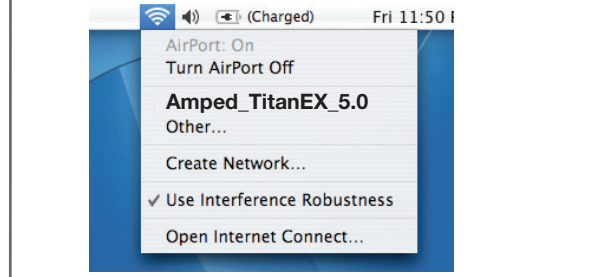 (Charged) Fri 11:50
AirPort: On
Turn AirPort Off
Amped_TitanEX_5.0
Other...
Create Network...
✓ Use Interference Robustness
Open Internet Connect...